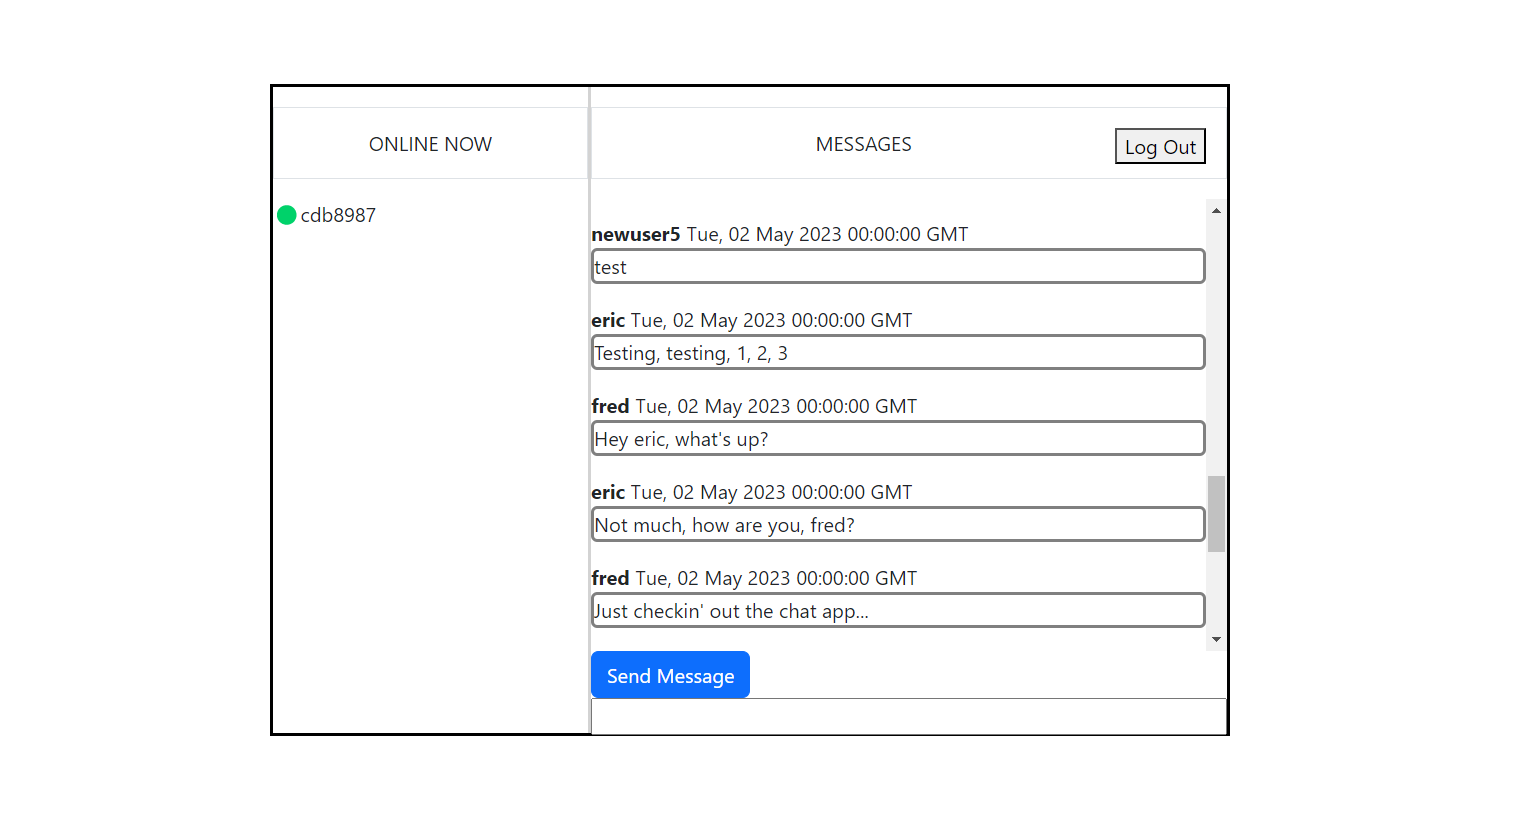 ONLINE NOW
MESSAGES
Log Out
cdb8987
newuser5 Tue, 02 May 2023 00:00:00 GMT
test
eric Tue, 02 May 2023 00:00:00 GMT
Testing, testing, 1, 2, 3
fred Tue, 02 May 2023 00:00:00 GMT
Hey eric, what's up?
eric Tue, 02 May 2023 00:00:00 GMT
Not much, how are you, fred?
fred Tue, 02 May 2023 00:00:00 GMT
Just checkin' out the chat app...
Send Message